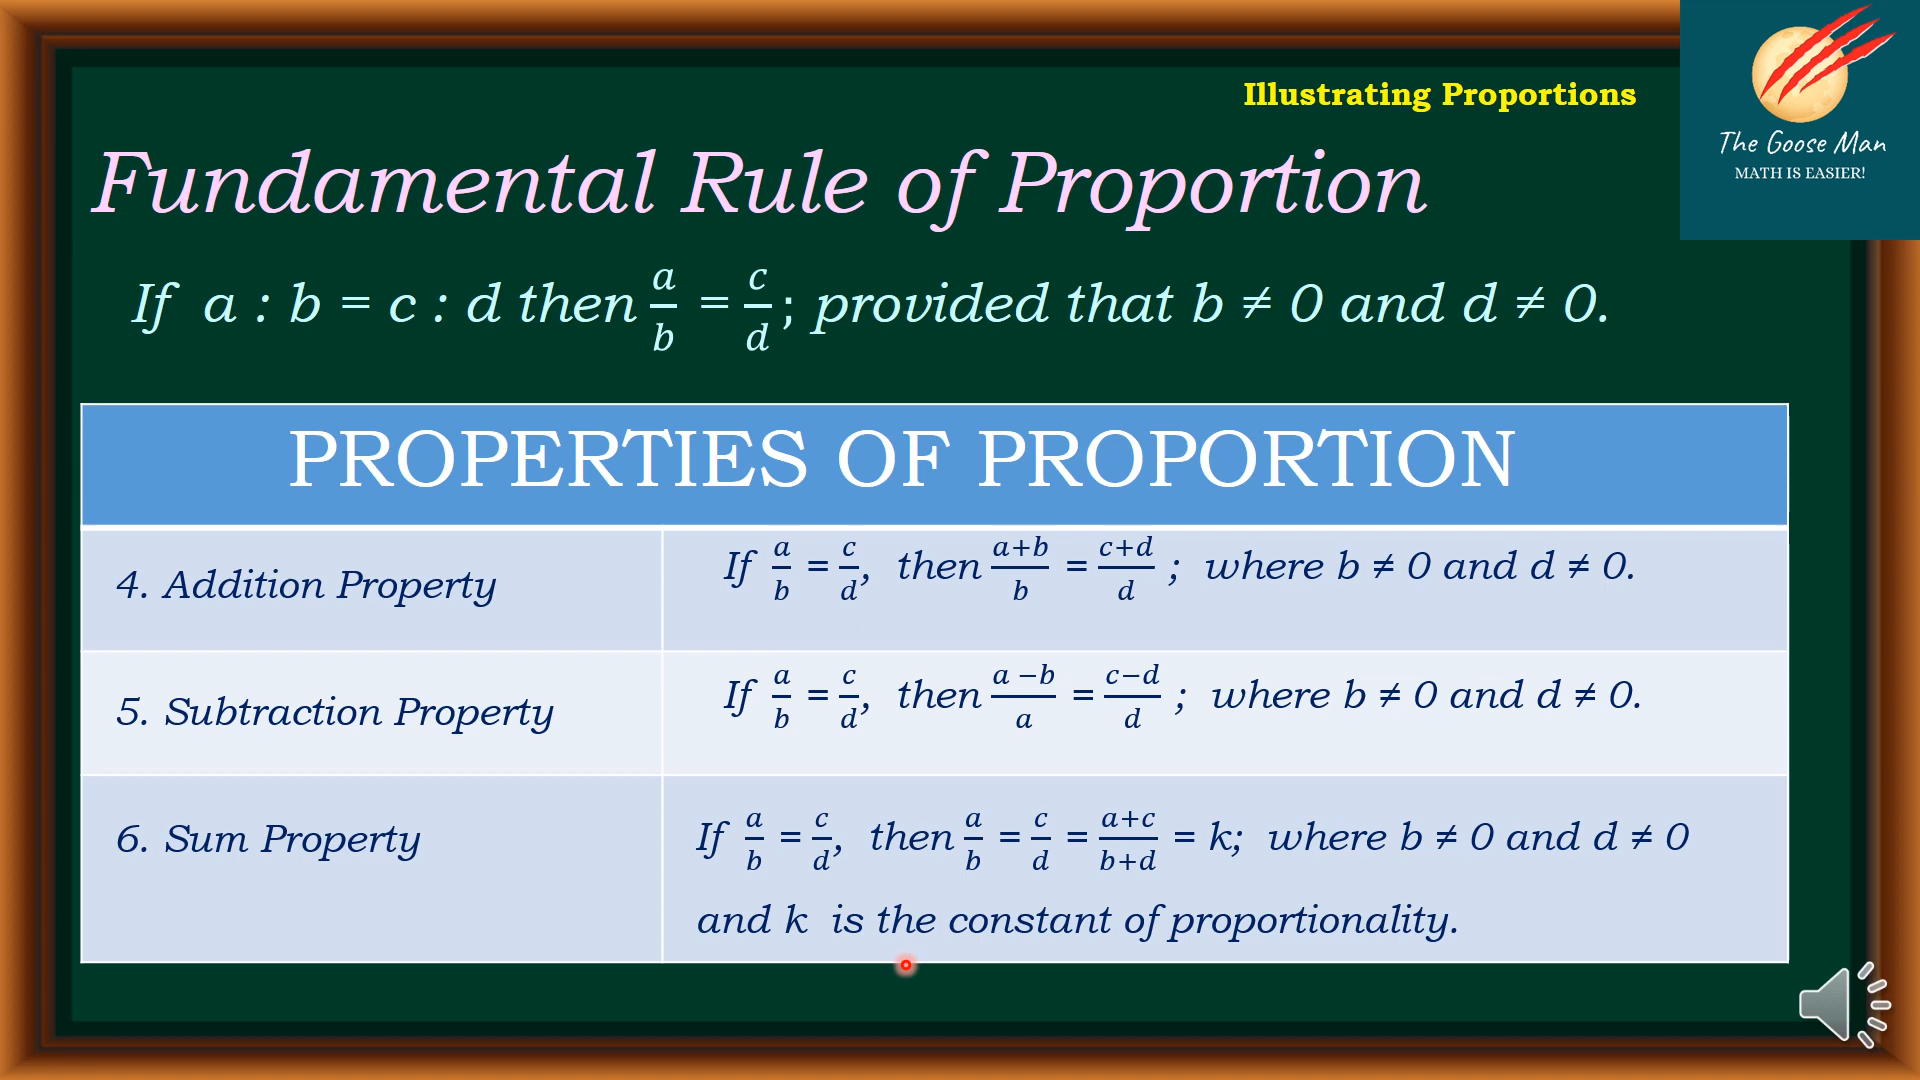 Illustrating Proportions
The Goose Man
MATH IS EASIER!
Fundamental Rule of Proportion
If a : b = c : d then a/b = c/d; provided that b ≠ 0 and d ≠ 0.
PROPERTIES OF PROPORTION
4. Addition Property
If a/b = c/d, then (a+b)/b = (c+d)/d ; where b ≠ 0 and d ≠ 0.
5. Subtraction Property
If a/b = c/d, then (a −b)/a = (c−d)/d ; where b ≠ 0 and d ≠ 0.
6. Sum Property
If a/b = c/d, then a/b = c/d = (a+c)/(b+d) = k; where b ≠ 0 and d ≠ 0
and k is the constant of proportionality.